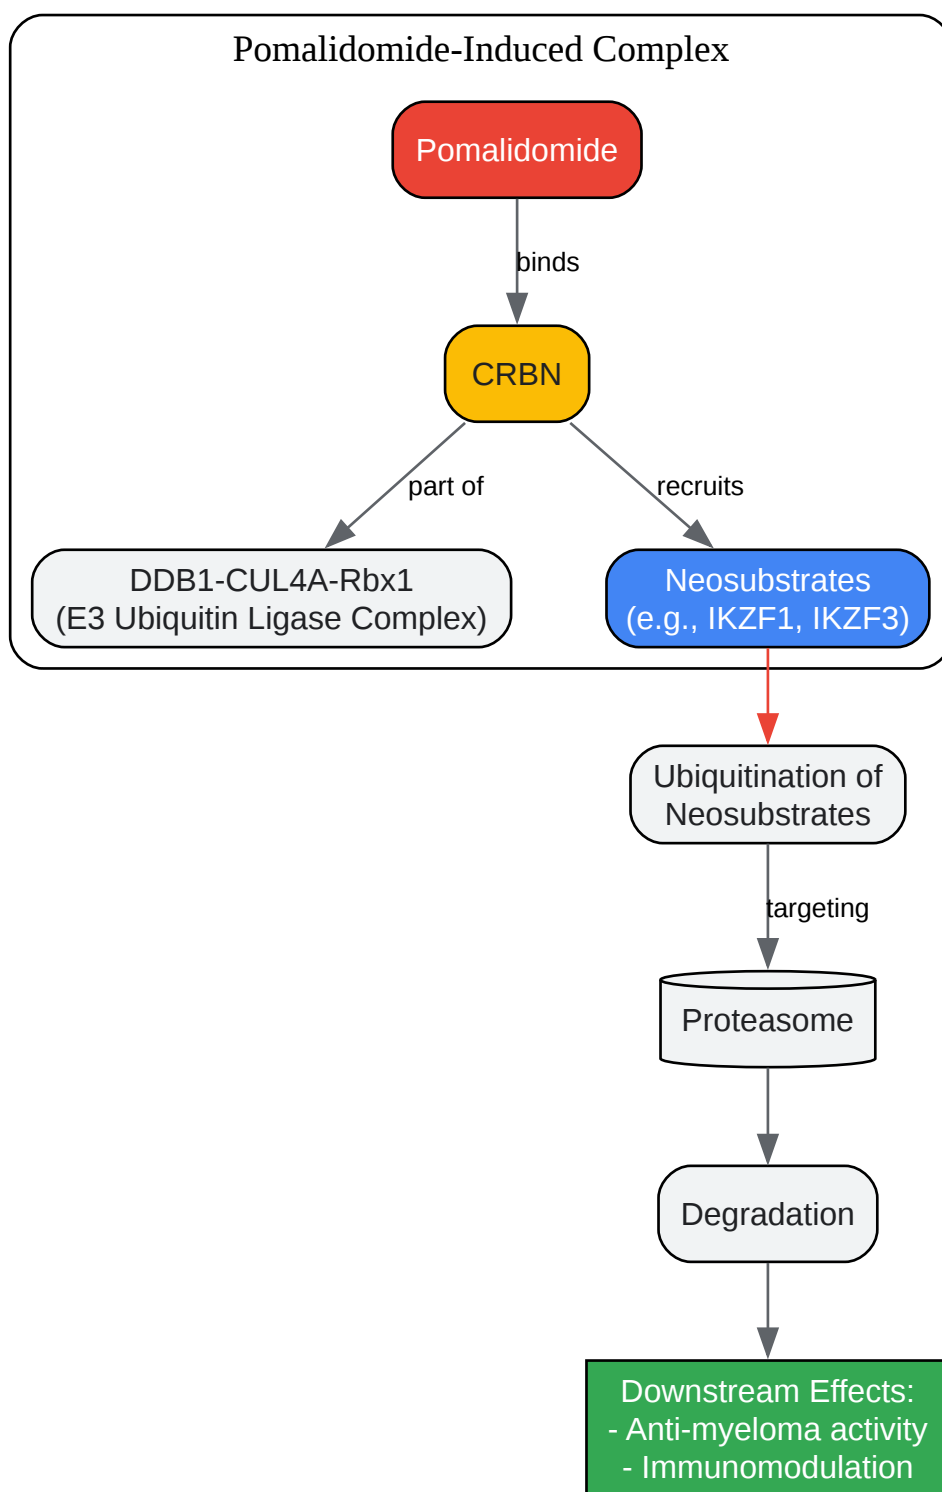 Pomalidomide-Induced Complex
Pomalidomide
binds
CRBN
part of
recruits
DDB1-CUL4A-Rbx1
(E3 Ubiquitin Ligase Complex)
Neosubstrates
(e.g., IKZF1, IKZF3)
Ubiquitination of
Neosubstrates
targeting
Proteasome
Degradation
Downstream Effects:
- Anti-myeloma activity
- Immunomodulation